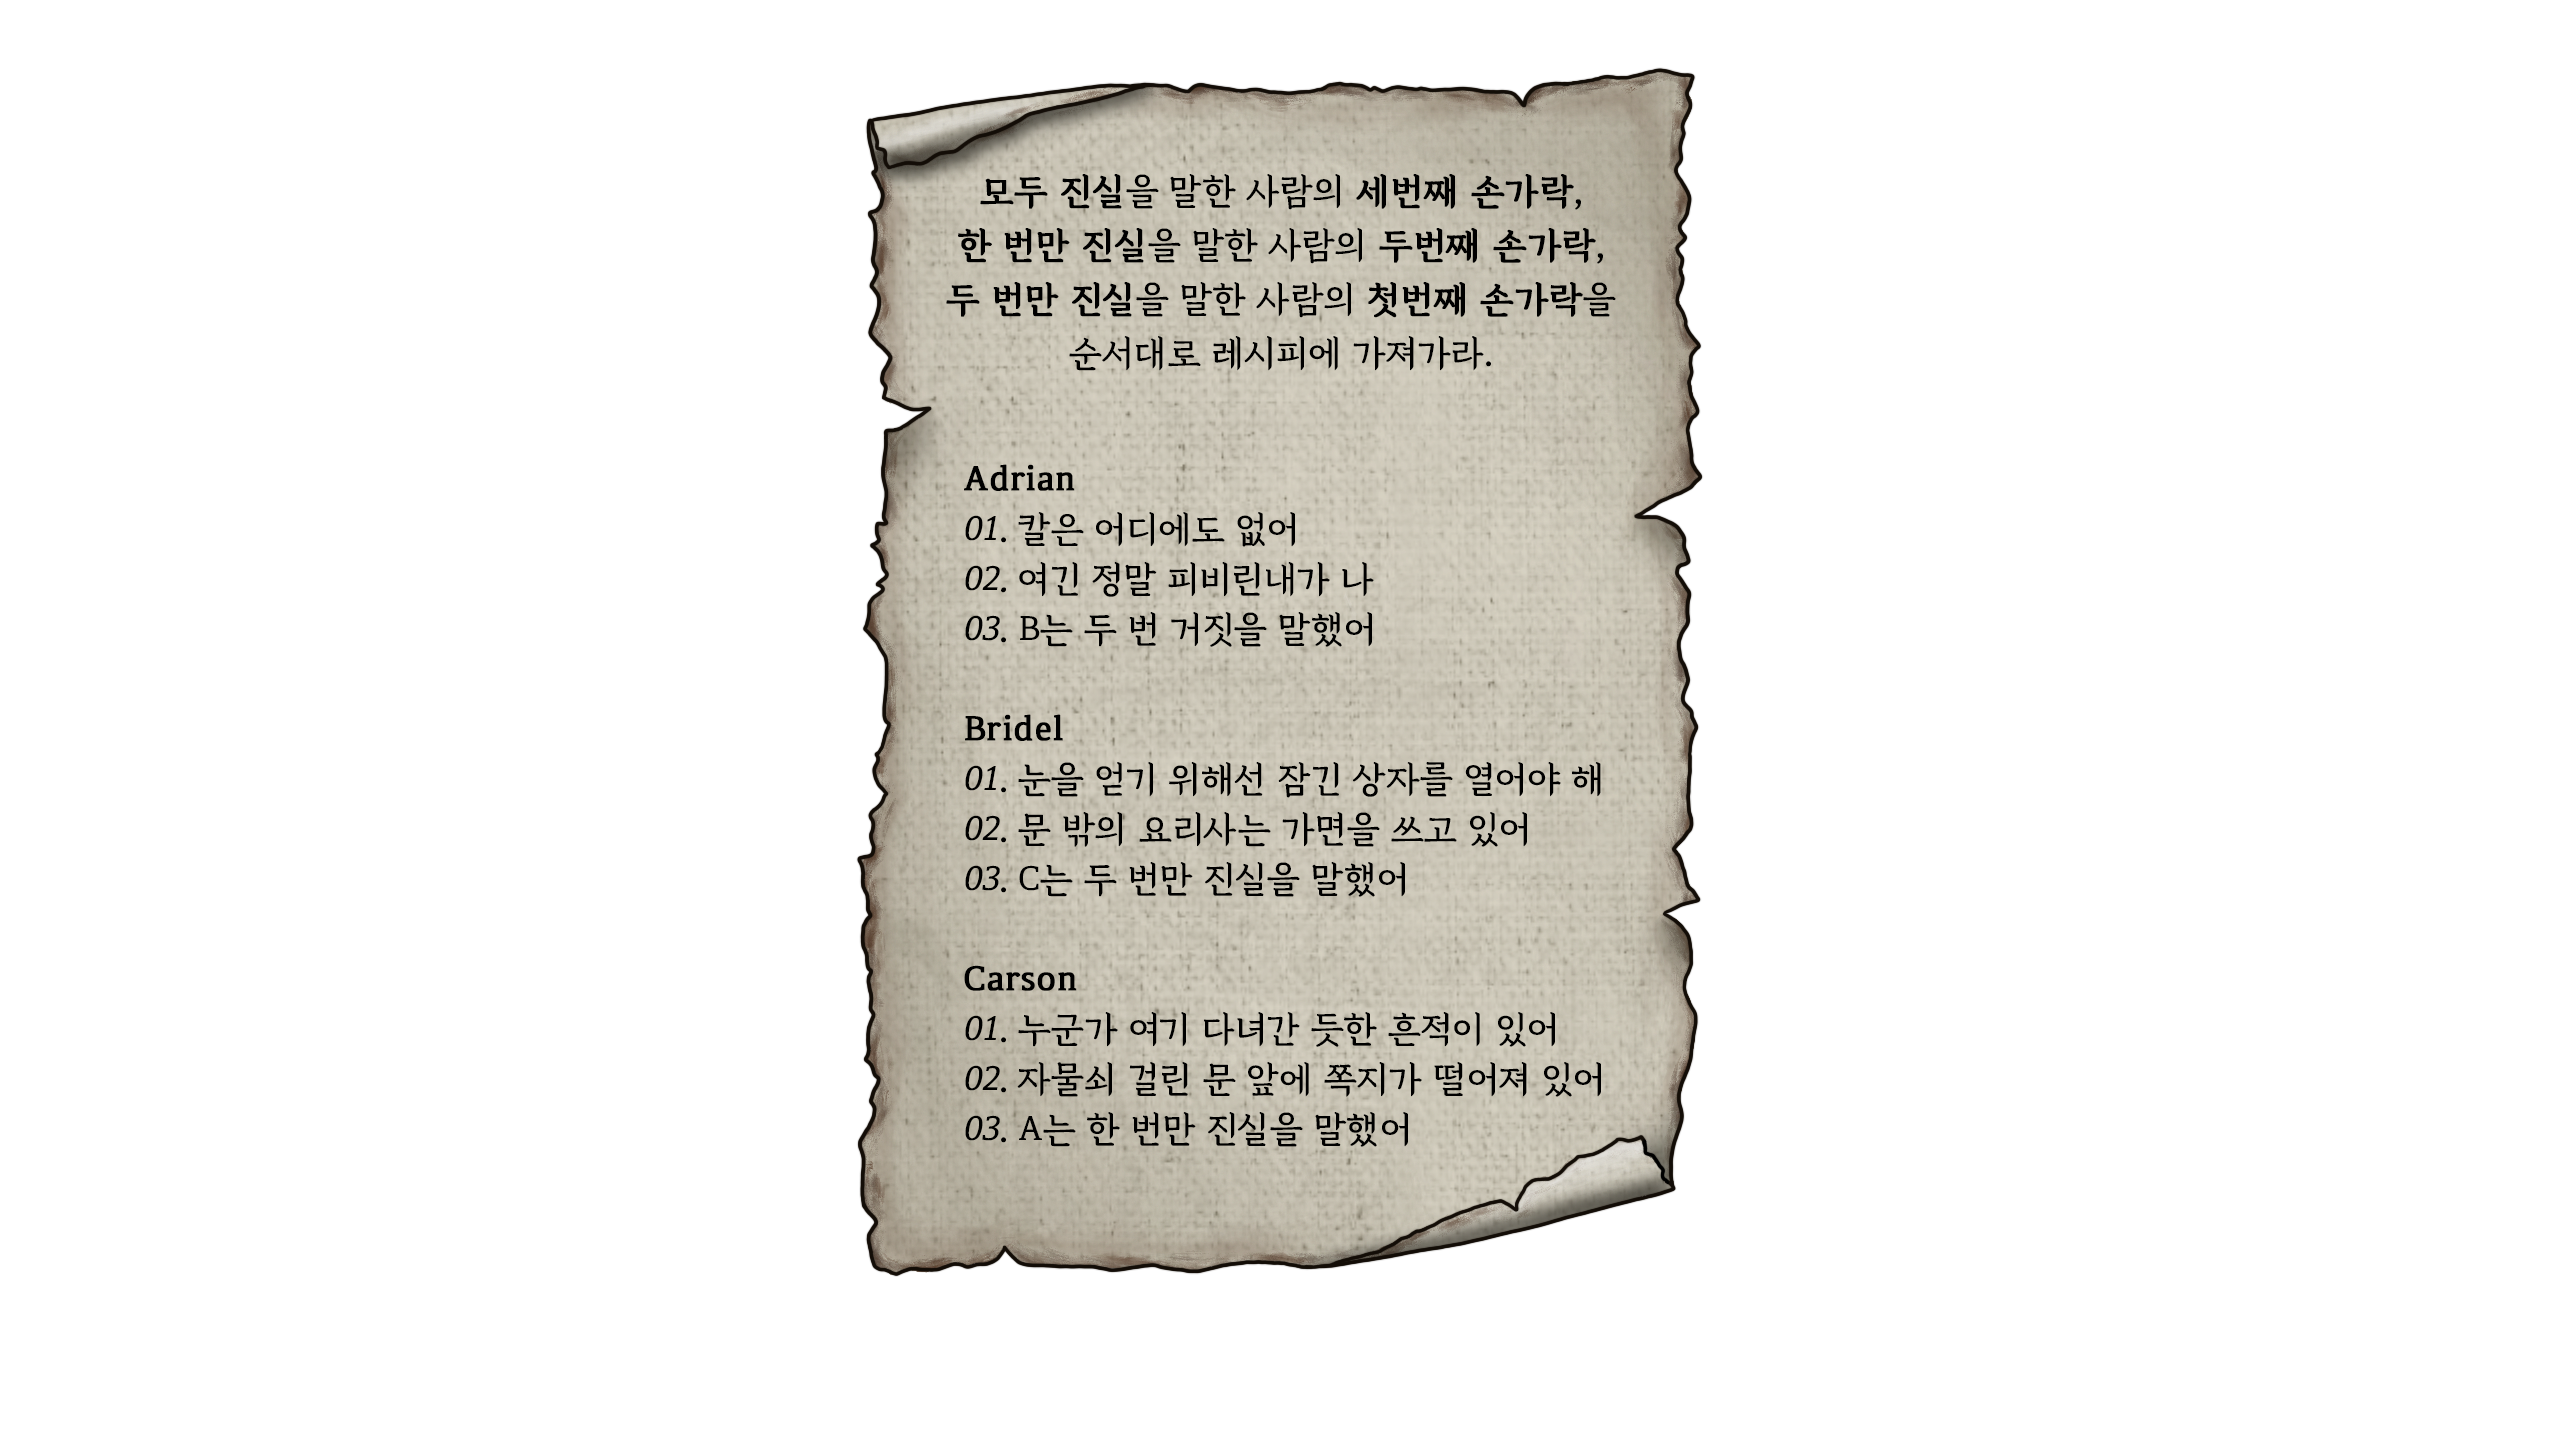 모두 진실을 말한 사람의 세번째 손가락,
한 번만 진실을 말한 사람의 두번째 손가락,
두 번만 진실을 말한 사람의 첫번째 손가락을
순서대로 레시피에 가져가라.
Adrian
01. 칼은 어디에도 없어
02. 여긴 정말 피비린내가 나
03. B는 두 번 거짓을 말했어
Bridel
01. 눈을 얻기 위해선 잠긴 상자를 열어야 해
02. 문 밖의 요리사는 가면을 쓰고 있어
03. C는 두 번만 진실을 말했어
Carson
01. 누군가 여기 다녀간 듯한 흔적이 있어
02. 자물쇠 걸린 문 앞에 쪽지가 떨어져 있어
03. A는 한 번만 진실을 말했어